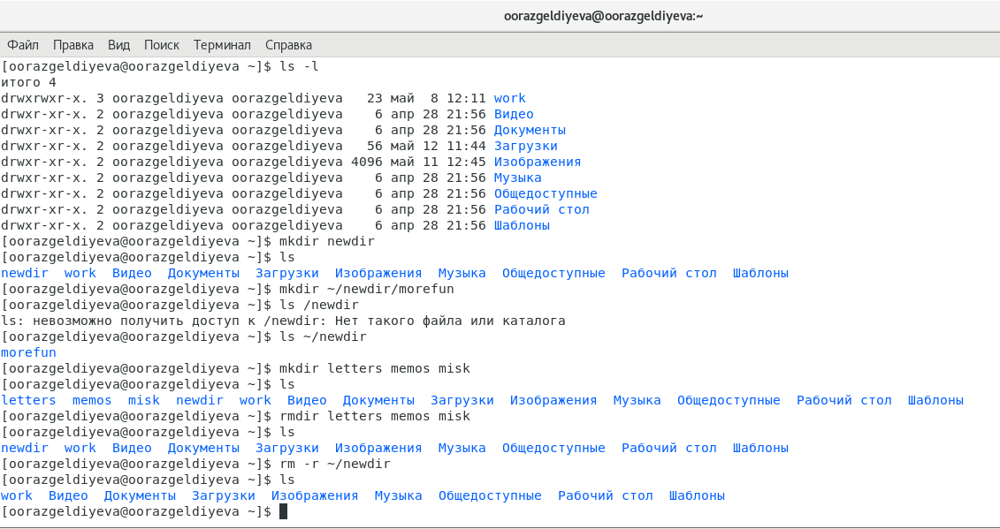 oorazgeldiyeva@oorazgeldiyeva:~
Файл Правка Вид Поиск Терминал Справка
[oorazgeldiyeva@oorazgeldiyeva ~]$ ls -l
итого 4
drwxrwxr-x. 3 oorazgeldiyeva oorazgeldiyeva   23 май  8 12:11 work
drwxr-xr-x. 2 oorazgeldiyeva oorazgeldiyeva    6 апр 28 21:56 Видео
drwxr-xr-x. 2 oorazgeldiyeva oorazgeldiyeva    6 апр 28 21:56 Документы
drwxr-xr-x. 2 oorazgeldiyeva oorazgeldiyeva   56 май 12 11:44 Загрузки
drwxr-xr-x. 2 oorazgeldiyeva oorazgeldiyeva 4096 май 11 12:45 Изображения
drwxr-xr-x. 2 oorazgeldiyeva oorazgeldiyeva    6 апр 28 21:56 Музыка
drwxr-xr-x. 2 oorazgeldiyeva oorazgeldiyeva    6 апр 28 21:56 Общедоступные
drwxr-xr-x. 2 oorazgeldiyeva oorazgeldiyeva    6 апр 28 21:56 Рабочий стол
drwxr-xr-x. 2 oorazgeldiyeva oorazgeldiyeva    6 апр 28 21:56 Шаблоны
[oorazgeldiyeva@oorazgeldiyeva ~]$ mkdir newdir
[oorazgeldiyeva@oorazgeldiyeva ~]$ ls
newdir  work  Видео  Документы  Загрузки  Изображения  Музыка  Общедоступные  Рабочий стол  Шаблоны
[oorazgeldiyeva@oorazgeldiyeva ~]$ mkdir ~/newdir/morefun
[oorazgeldiyeva@oorazgeldiyeva ~]$ ls /newdir
ls: невозможно получить доступ к /newdir: Нет такого файла или каталога
[oorazgeldiyeva@oorazgeldiyeva ~]$ ls ~/newdir
morefun
[oorazgeldiyeva@oorazgeldiyeva ~]$ mkdir letters memos misk
[oorazgeldiyeva@oorazgeldiyeva ~]$ ls
letters  memos  misk  newdir  work  Видео  Документы  Загрузки  Изображения  Музыка  Общедоступные  Рабочий стол  Шаблоны
[oorazgeldiyeva@oorazgeldiyeva ~]$ rmdir letters memos misk
[oorazgeldiyeva@oorazgeldiyeva ~]$ ls
newdir  work  Видео  Документы  Загрузки  Изображения  Музыка  Общедоступные  Рабочий стол  Шаблоны
[oorazgeldiyeva@oorazgeldiyeva ~]$ rm -r ~/newdir
[oorazgeldiyeva@oorazgeldiyeva ~]$ ls
work  Видео  Документы  Загрузки  Изображения  Музыка  Общедоступные  Рабочий стол  Шаблоны
[oorazgeldiyeva@oorazgeldiyeva ~]$